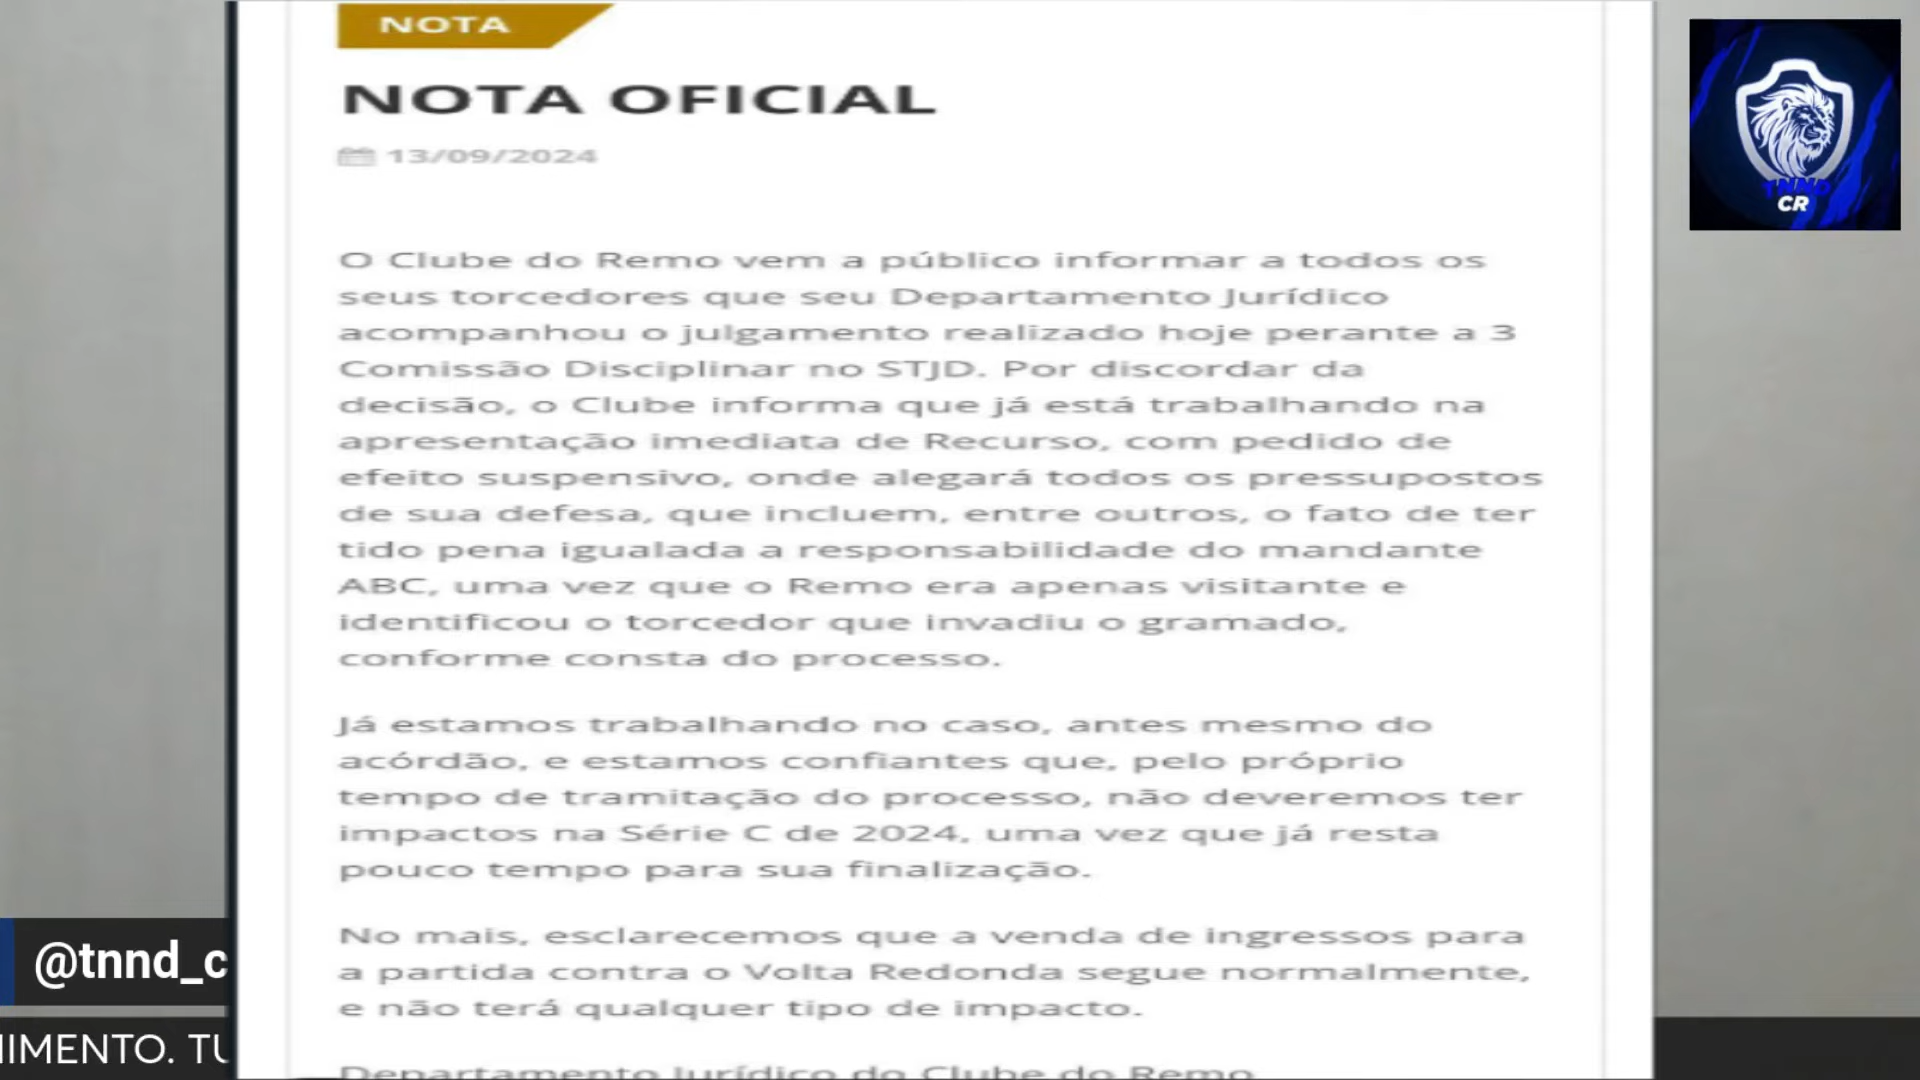 NOTA
NOTA OFICIAL
13/09/2024
O Clube do Remo vem a público informar a todos os
seus torcedores que seu Departamento Jurídico
acompanhou o julgamento realizado hoje perante a 3
Comissão Disciplinar no STJD. Por discordar da
decisão, o Clube informa que já está trabalhando na
apresentação imediata de Recurso, com pedido de
efeito suspensivo, onde alegará todos os pressupostos
de sua defesa, que incluem, entre outros, o fato de ter
tido pena igualada a responsabilidade do mandante
ABC, uma vez que o Remo era apenas visitante e
identificou o torcedor que invadiu o gramado,
conforme consta do processo.
Já estamos trabalhando no caso, antes mesmo do
acórdão, e estamos confiantes que, pelo próprio
tempo de tramitação do processo, não deveremos ter
impactos na Série C de 2024, uma vez que já resta
pouco tempo para sua finalização.
No mais, esclarecemos que a venda de ingressos para
a partida contra o Volta Redonda segue normalmente,
e não terá qualquer tipo de impacto.
Departamento Jurídico do Clube do Remo
TNND
CR
@tnnd_c
IMENTO. TU